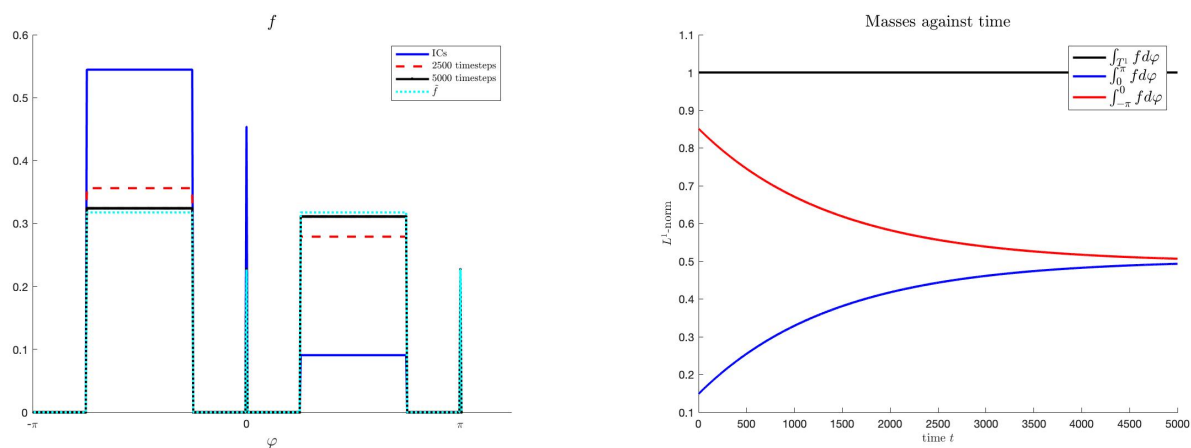 f
0.6
0.5
0.4
0.3
0.2
0.1
0
-π
0
π
φ
ICs
2500 timesteps
5000 timesteps
f̃
Masses against time
1.1
1
0.9
0.8
0.7
0.6
0.5
0.4
0.3
0.2
0.1
L¹-norm
0 500 1000 1500 2000 2500 3000 3500 4000 4500 5000
time t
∫_{T¹} f dφ
∫_0^π f dφ
∫_{-π}^0 f dφ